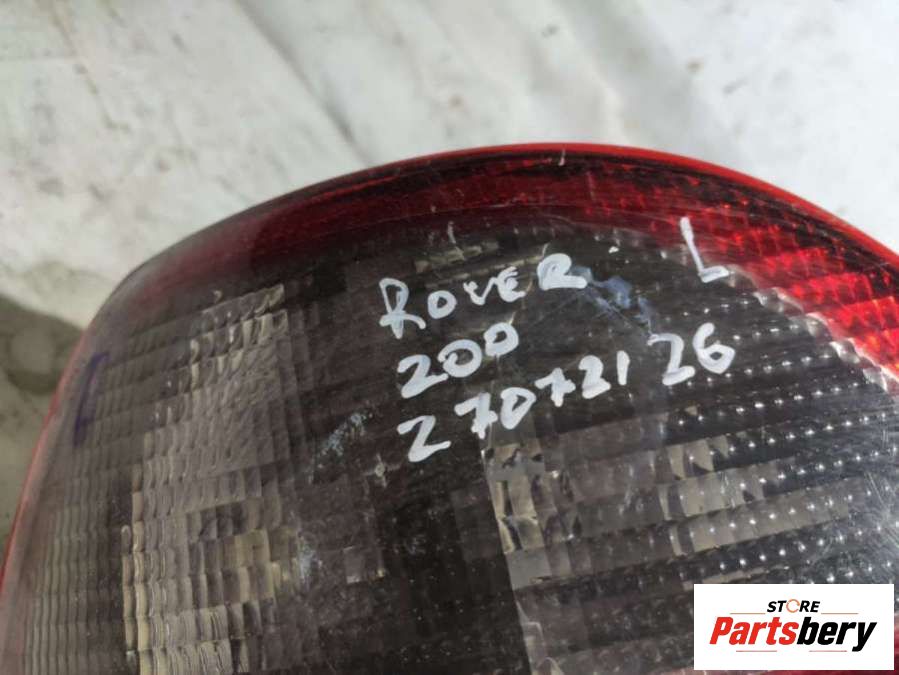 L
ROVER
200
27072126
STORE
Partsbery